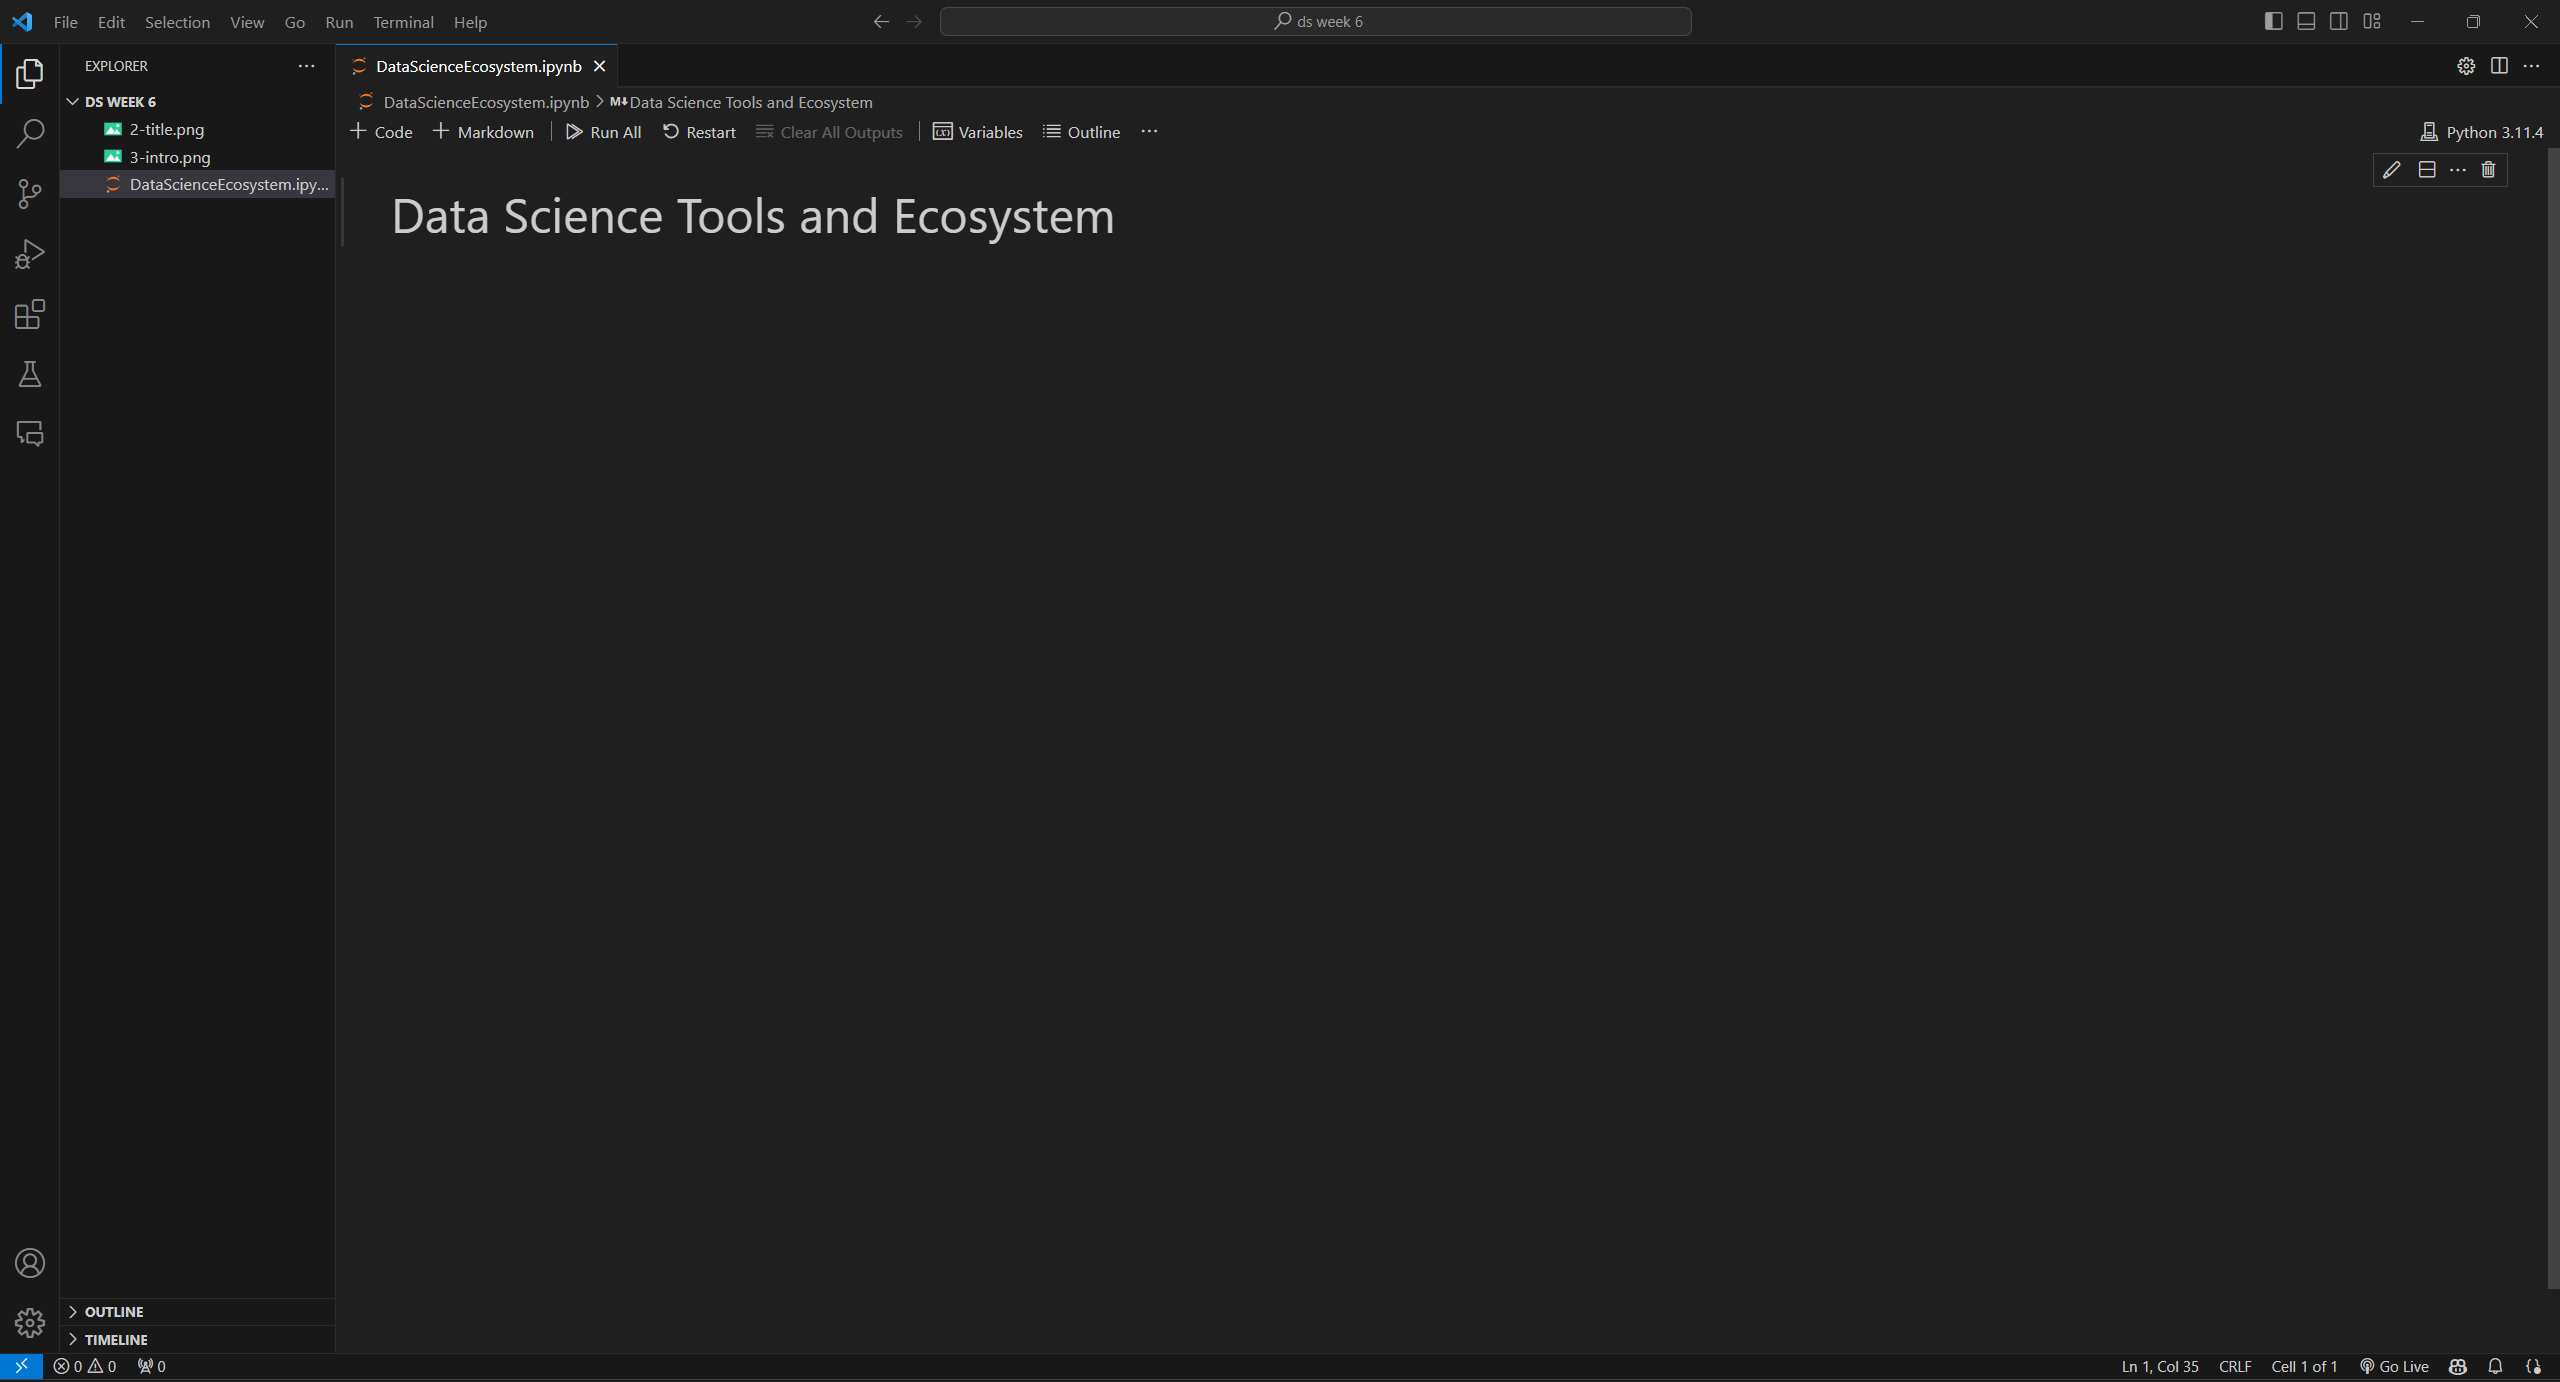 File Edit Selection View Go Run Terminal Help
ds week 6
EXPLORER
DS WEEK 6
2-title.png
3-intro.png
DataScienceEcosystem.ipy...
DataScienceEcosystem.ipynb
DataScienceEcosystem.ipynb > M↓Data Science Tools and Ecosystem
+ Code + Markdown Run All Restart Clear All Outputs (x) Variables Outline ...
Python 3.11.4
Data Science Tools and Ecosystem
OUTLINE
TIMELINE
0 0 0
Ln 1, Col 35 CRLF Cell 1 of 1 Go Live